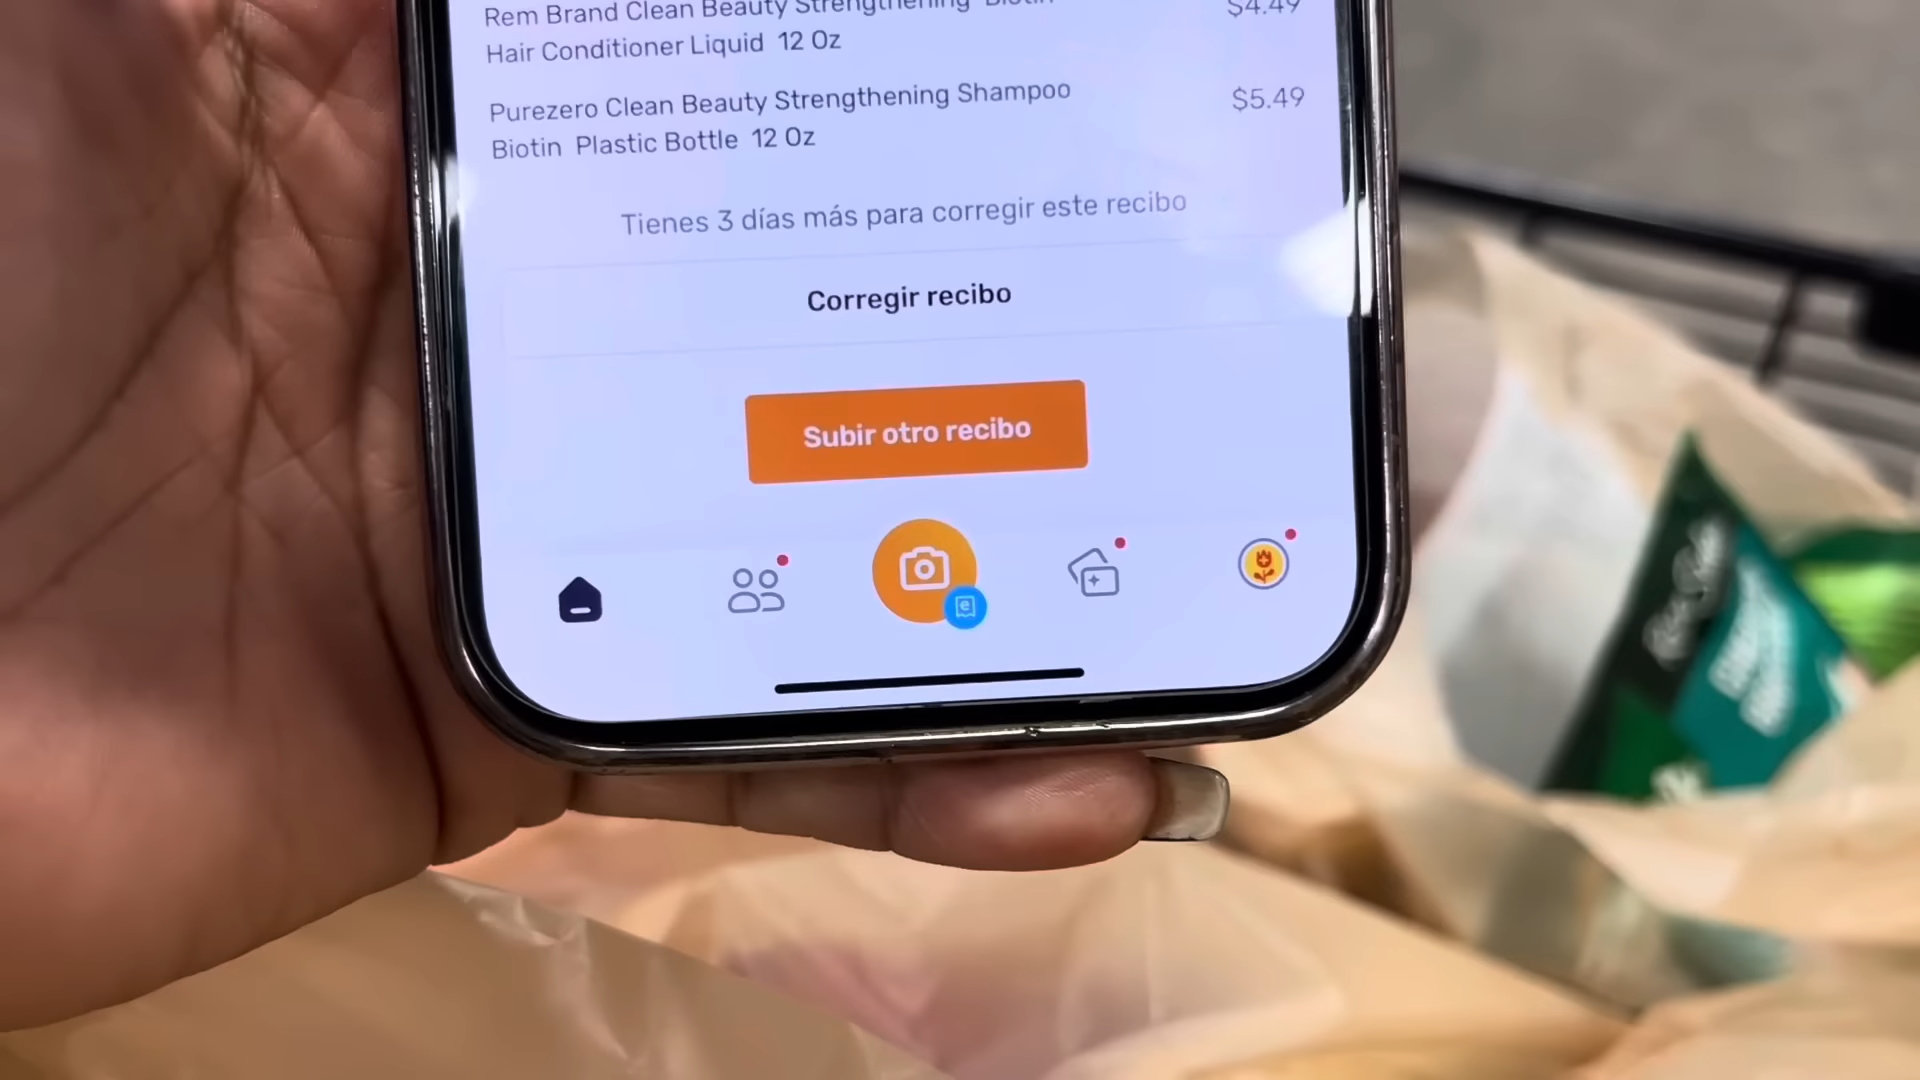 Rem Brand Clean Beauty Strengthening Biotin
$4.49
Hair Conditioner Liquid 12 Oz
Purezero Clean Beauty Strengthening Shampoo
$5.49
Biotin Plastic Bottle 12 Oz
Tienes 3 días más para corregir este recibo
Corregir recibo
Subir otro recibo